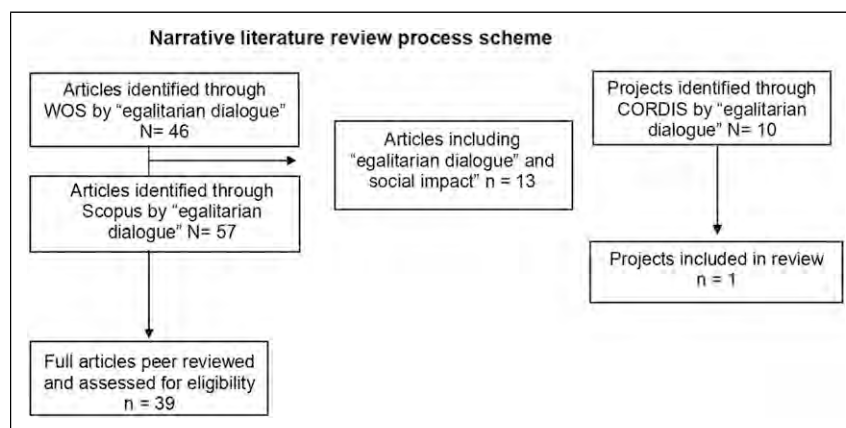 Narrative literature review process scheme
Articles identified through
WOS by “egalitarian dialogue”
N= 46
Articles identified through
Scopus by “egalitarian
dialogue” N= 57
Full articles peer reviewed
and assessed for eligibility
n = 39
Articles including
“egalitarian dialogue” and
social impact” n = 13
Projects identified through
CORDIS by “egalitarian
dialogue” N= 10
Projects included in review
n = 1